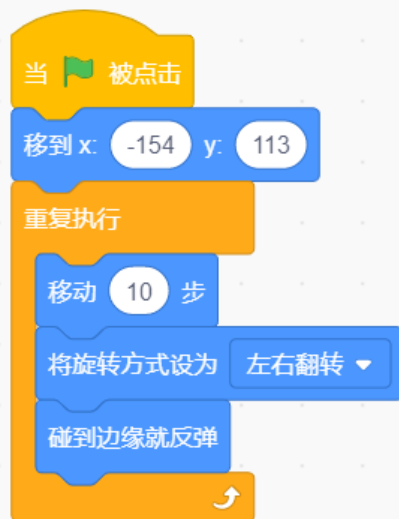 当 被点击
移到 x: -154 y: 113
重复执行
移动 10 步
将旋转方式设为 左右翻转
碰到边缘就反弹